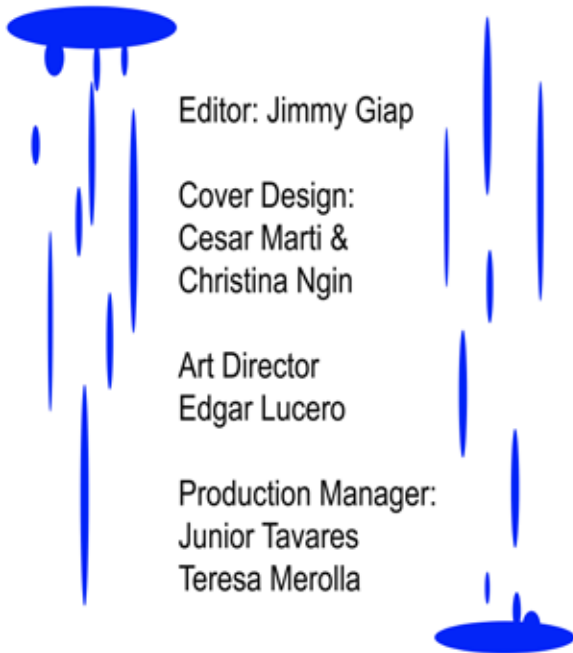 Editor: Jimmy Giap
Cover Design:
Cesar Marti &
Christina Ngin
Art Director
Edgar Lucero
Production Manager:
Junior Tavares
Teresa Merolla